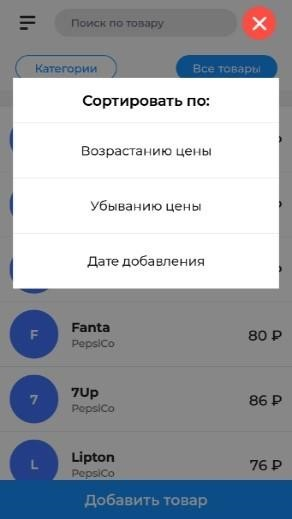 Поиск по товару
Категории
Все товары
Сортировать по:
Возрастанию цены
Убыванию цены
Дате добавления
F
Fanta
PepsiCo
80 ₽
7
7Up
PepsiCo
86 ₽
L
Lipton
PepsiCo
76 ₽
Добавить товар